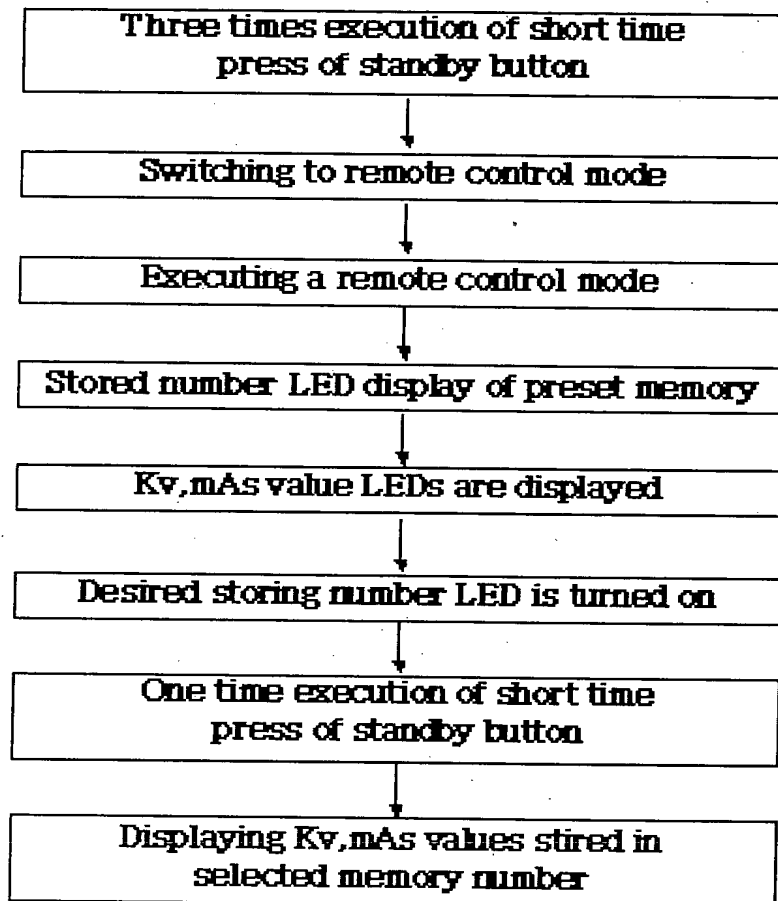 Three times execution of short time
press of standby button
Switching to remote control mode
Executing a remote control mode
Stored number LED display of preset memory
Kv,mAs value LEDs are displayed
Desired storing number LED is turned on
One time execution of short time
press of standby button
Displaying Kv,mAs values stired in
selected memory number